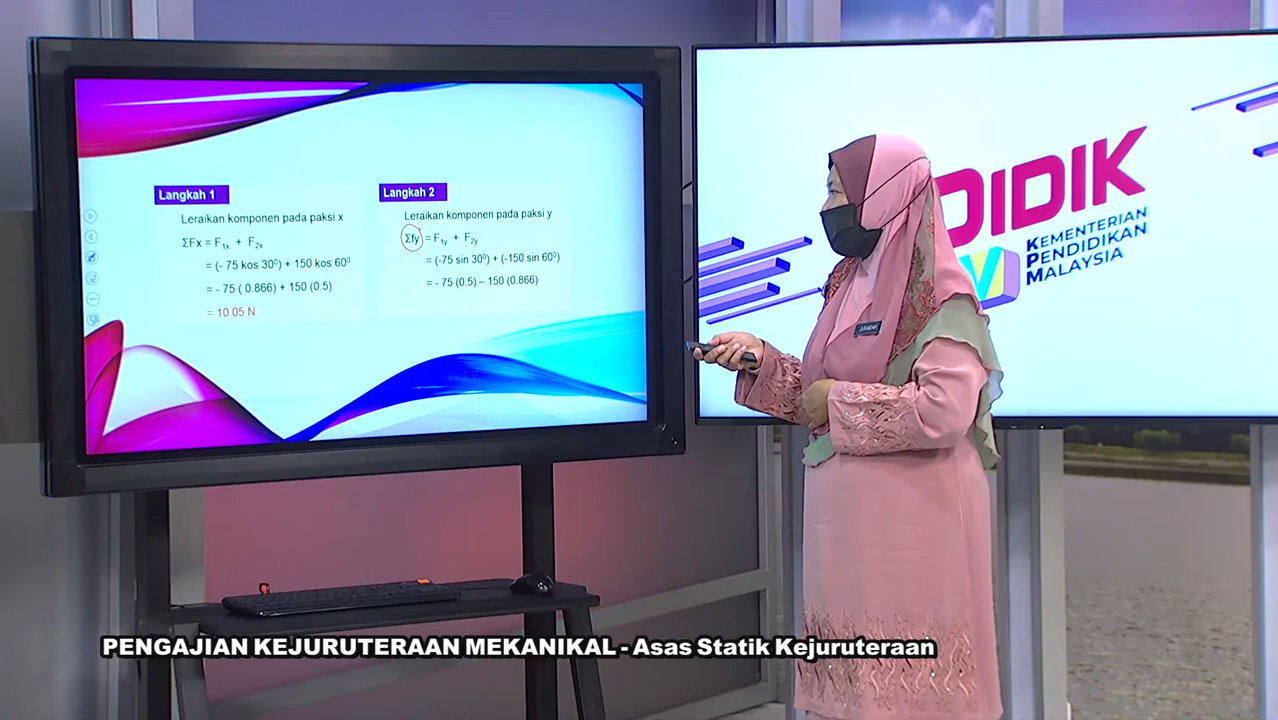 Langkah 1
Leraikan komponen pada paksi x
ΣFx = F1x + F2x
= (- 75 kos 30⁰) + 150 kos 60⁰
= - 75 ( 0.866) + 150 (0.5)
= 10.05 N
Langkah 2
Leraikan komponen pada paksi y
Σfy = F1y + F2y
= (-75 sin 30⁰) + (-150 sin 60⁰)
= - 75 (0.5) – 150 (0.866)
DIDIK
KEMENTERIAN
PENDIDIKAN
MALAYSIA
PENGAJIAN KEJURUTERAAN MEKANIKAL - Asas Statik Kejuruteraan